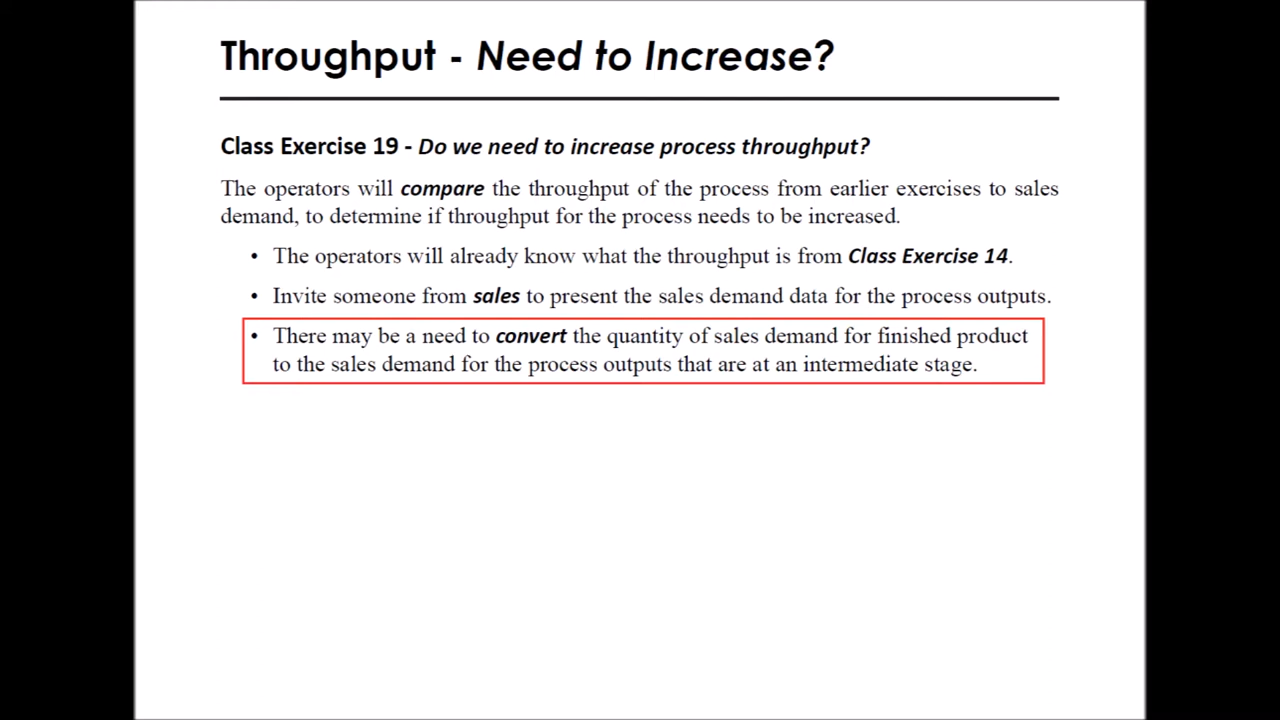 Throughput - Need to Increase?
Class Exercise 19 - Do we need to increase process throughput?
The operators will compare the throughput of the process from earlier exercises to sales
demand, to determine if throughput for the process needs to be increased.
• The operators will already know what the throughput is from Class Exercise 14.
• Invite someone from sales to present the sales demand data for the process outputs.
• There may be a need to convert the quantity of sales demand for finished product
to the sales demand for the process outputs that are at an intermediate stage.